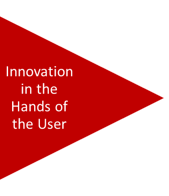 Innovation
in the
Hands of
the User